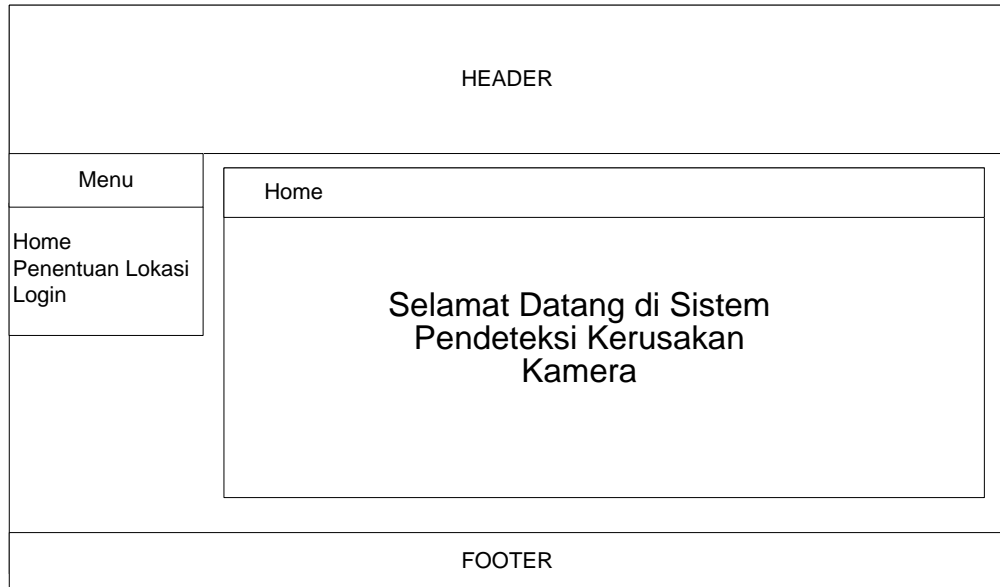 HEADER
Menu
Home
Penentuan Lokasi
Login
Home
Selamat Datang di Sistem
Pendeteksi Kerusakan
Kamera
FOOTER